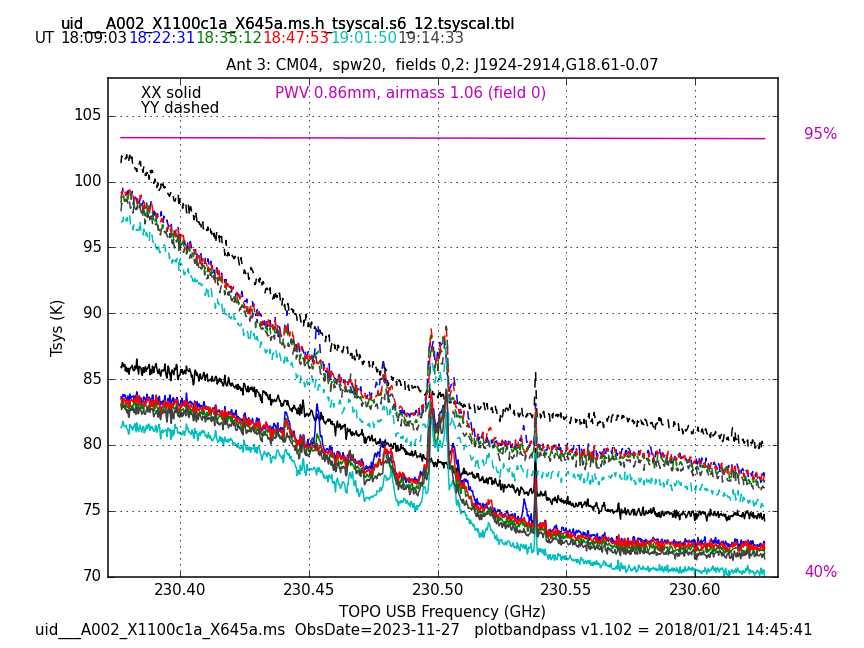 uid___A002_X1100c1a_X645a.ms.h_tsyscal.s6_12.tsyscal.tbl
UT 18:09:03 18:22:31 18:35:12 18:47:53 19:01:50 19:14:33
Ant 3: CM04,  spw20,  fields 0,2: J1924-2914,G18.61-0.07
XX solid
PWV 0.86mm, airmass 1.06 (field 0)
YY dashed
105
95%
100
95
90
Tsys (K)
85
80
75
70
40%
230.40 230.45 230.50 230.55 230.60
TOPO USB Frequency (GHz)
uid___A002_X1100c1a_X645a.ms  ObsDate=2023-11-27   plotbandpass v1.102 = 2018/01/21 14:45:41